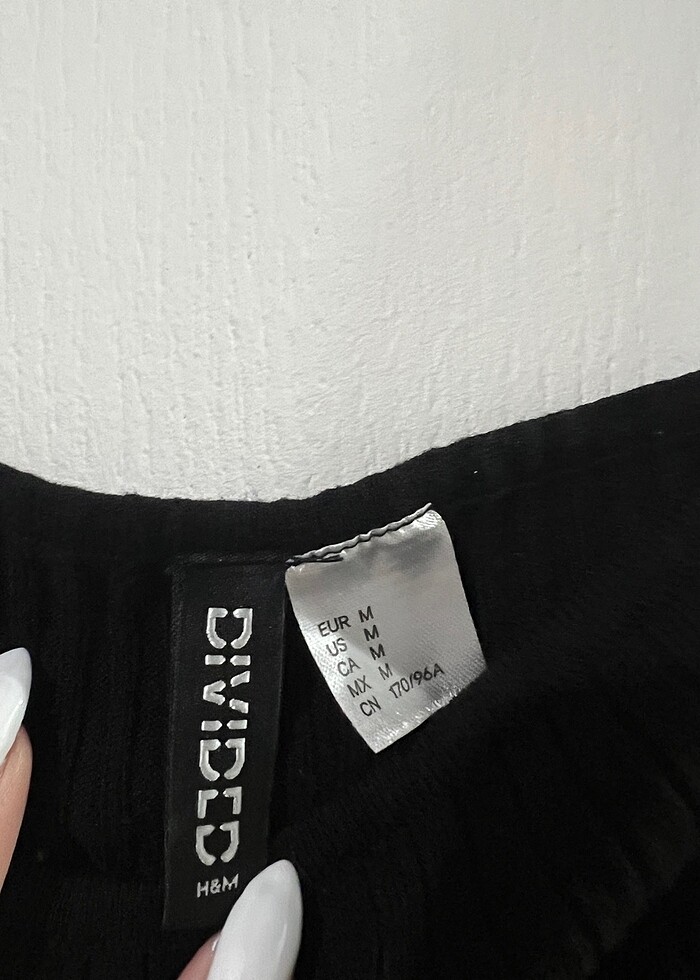 DIVIDED
H&M
EUR M
US M
CA M
MX M
CN 170/96A